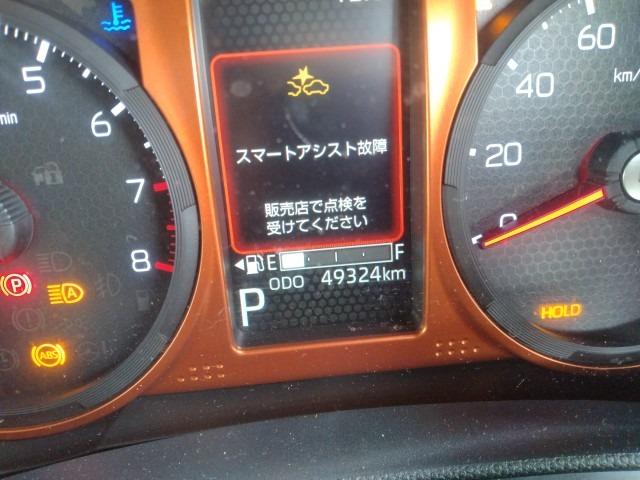 5
6
7
8
min
P
A
ABS
スマートアシスト故障
販売店で点検を
受けてください
E F
ODO 49324km
P
60
km/
40
20
0
HOLD